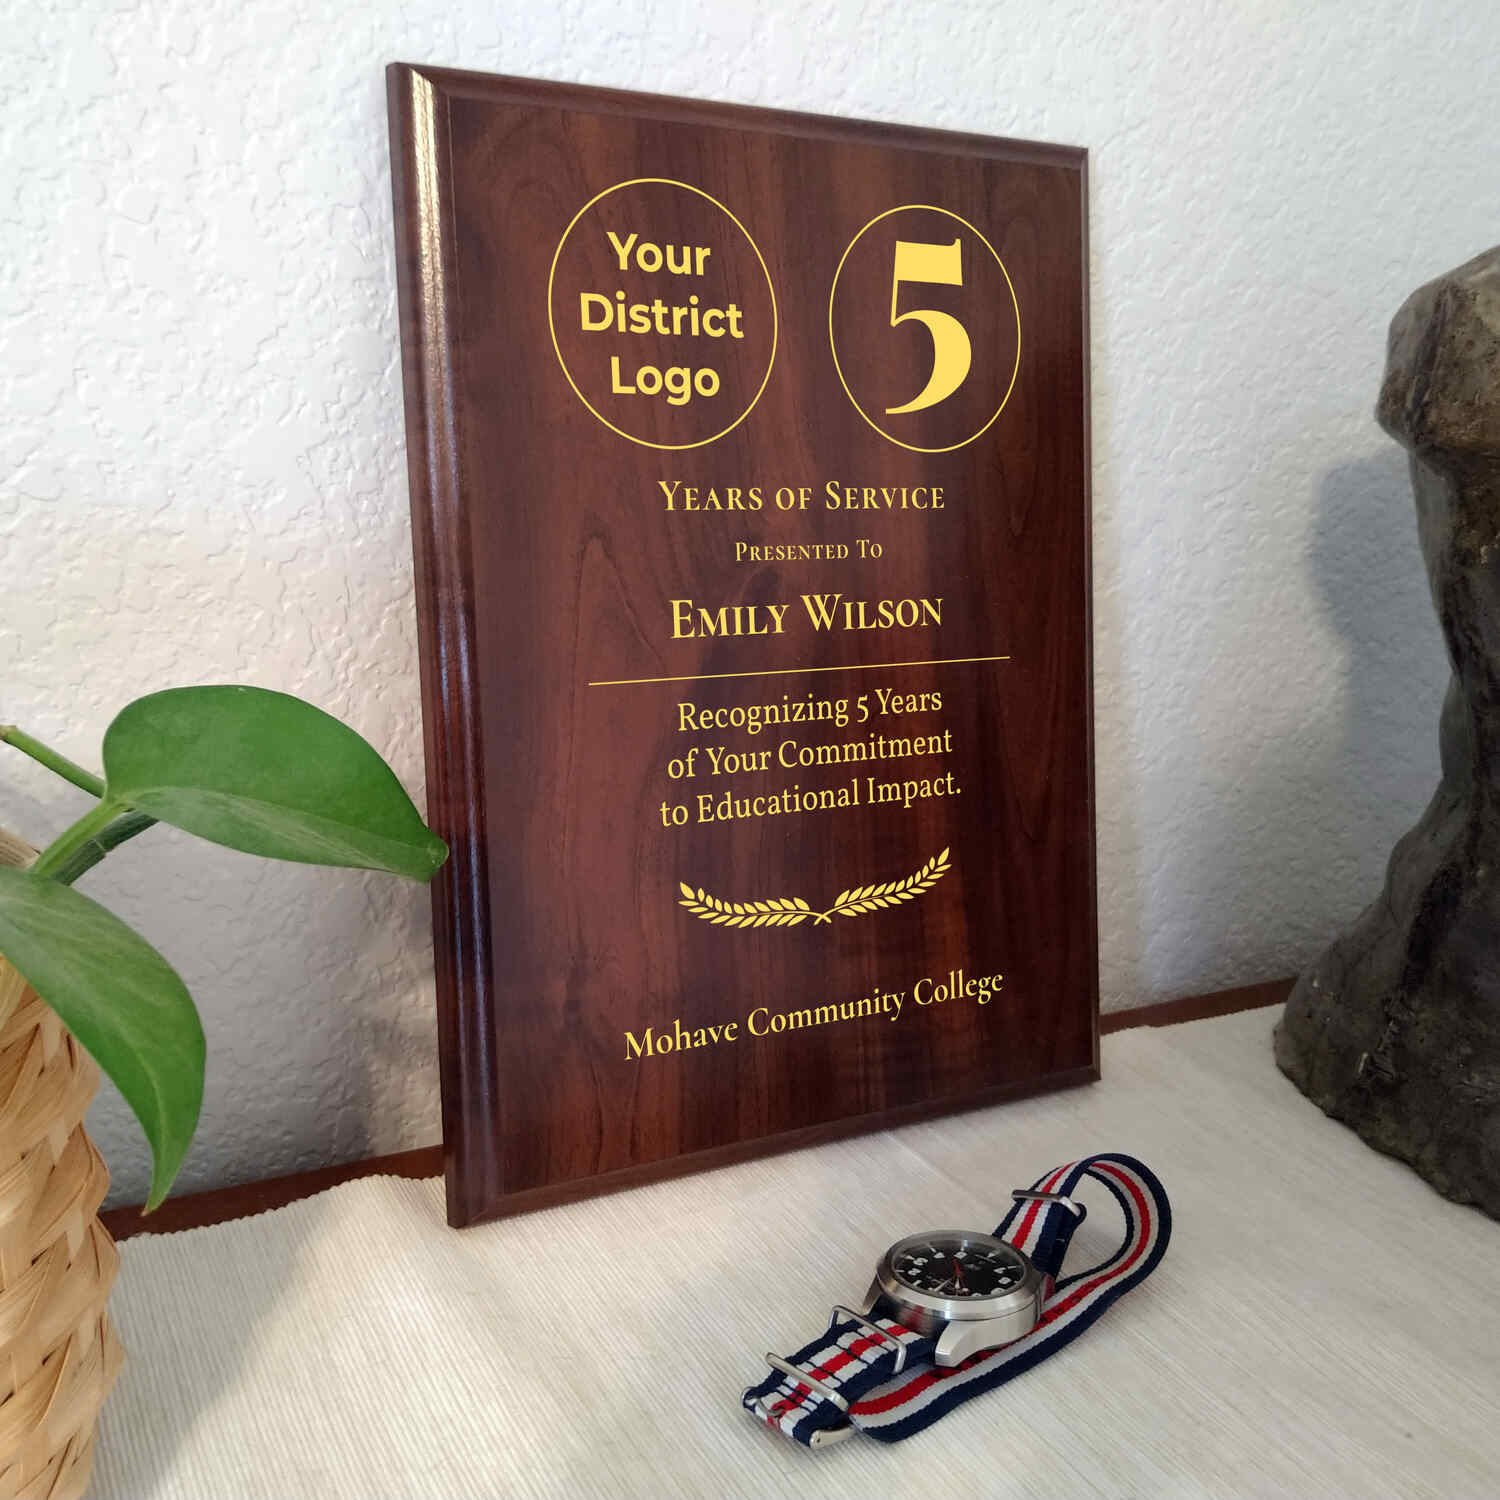 Your
District
Logo
5
Years of Service
Presented To
Emily Wilson
Recognizing 5 Years
of Your Commitment
to Educational Impact.
Mohave Community College